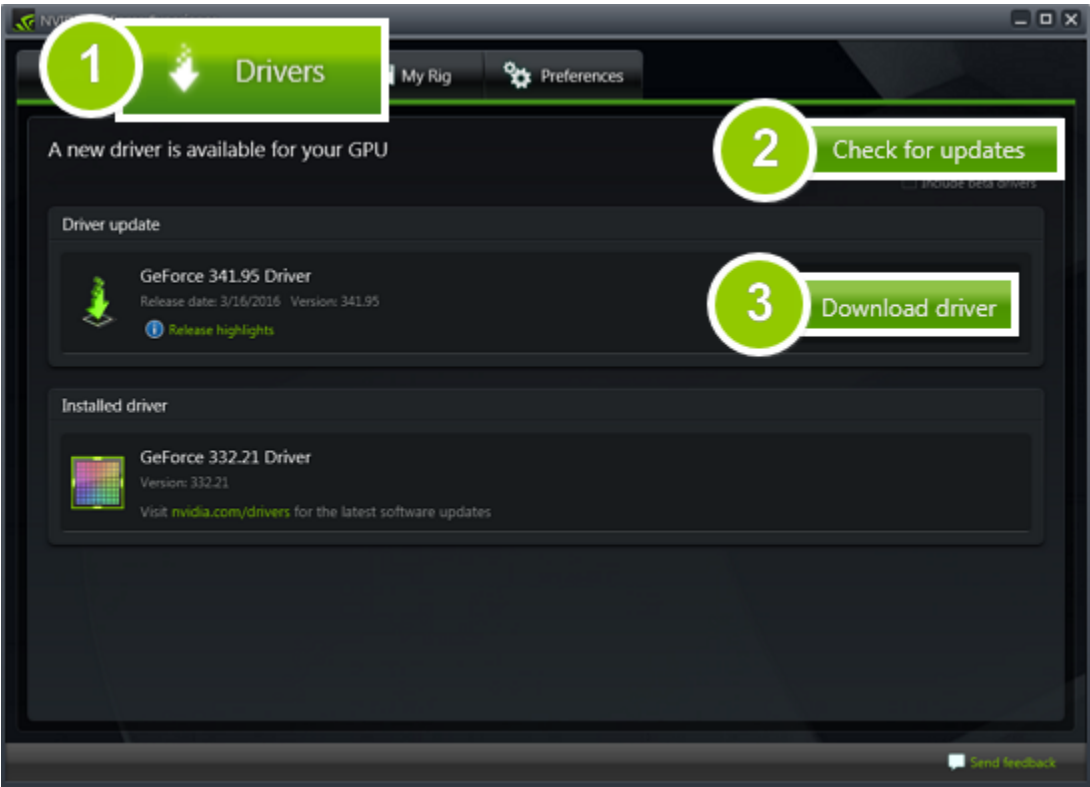 1
Drivers
My Rig
Preferences
A new driver is available for your GPU
2
Check for updates
Include beta drivers
Driver update
GeForce 341.95 Driver
Release date: 3/16/2016 Version: 341.95
Release highlights
3
Download driver
Installed driver
GeForce 332.21 Driver
Version: 332.21
Visit nvidia.com/drivers for the latest software updates
Send feedback